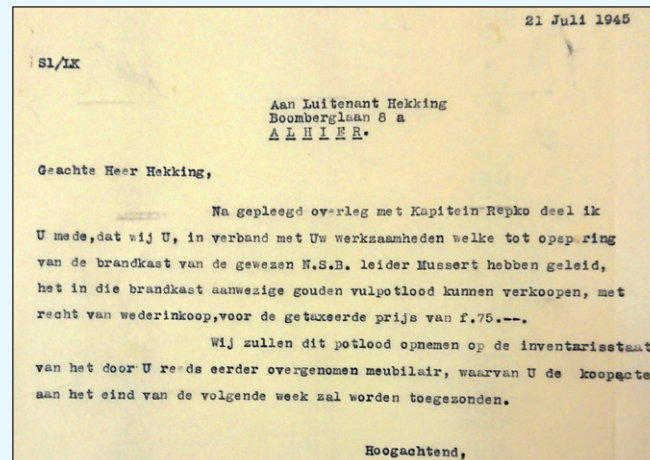 21 Juli 1945
Sl/LK
Aan Luitenant Hekking
Boomberglaan 8 a
ALHIER.
Geachte Heer Hekking,
Na gepleegd overleg met Kapitein Repko deel ik
U mede,dat wij U, in verband met Uw werkzaamheden welke tot opsporing
van de brandkast van de gewezen N.S.B. leider Mussert hebben geleid,
het in die brandkast aanwezige gouden vulpotlood kunnen verkoopen, met
recht van wederinkoop,voor de getaxeerde prijs van f.75.--.
Wij zullen dit potlood opnemen op de inventarisstaat
van het door U reeds eerder overgenomen meubilair, waarvan U de koopacte
aan het eind van de volgende week zal worden toegezonden.
Hoogachtend,